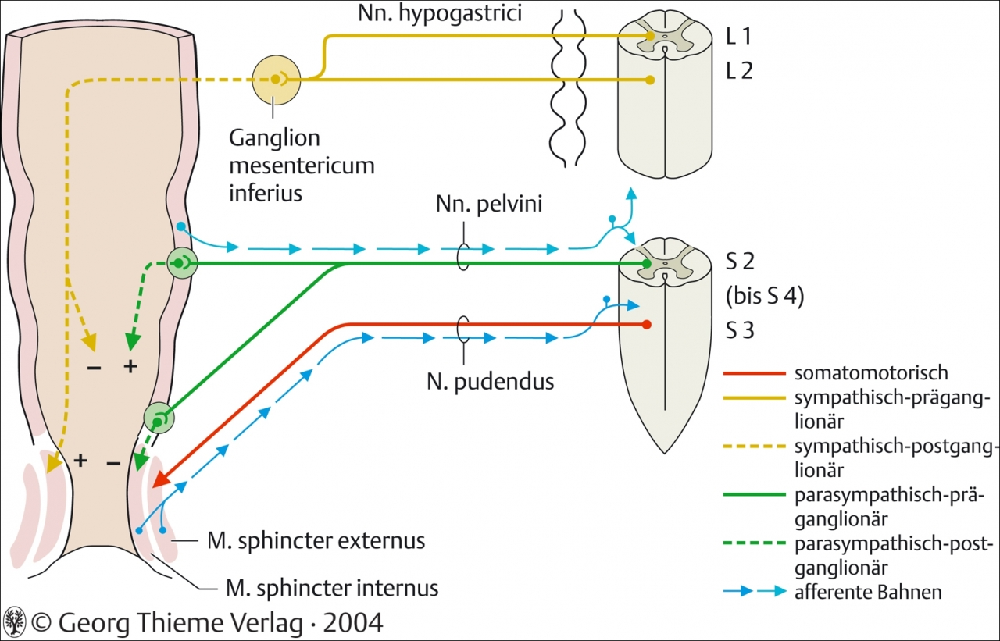 Nn. hypogastrici
L 1
L 2
Ganglion
mesentericum
inferius
Nn. pelvini
S 2
(bis S 4)
S 3
N. pudendus
– +
+ –
M. sphincter externus
M. sphincter internus
somatomotorisch
sympathisch-prägang-
lionär
sympathisch-postgang-
lionär
parasympathisch-prä-
ganglionär
parasympathisch-post-
ganglionär
afferente Bahnen
© Georg Thieme Verlag · 2004